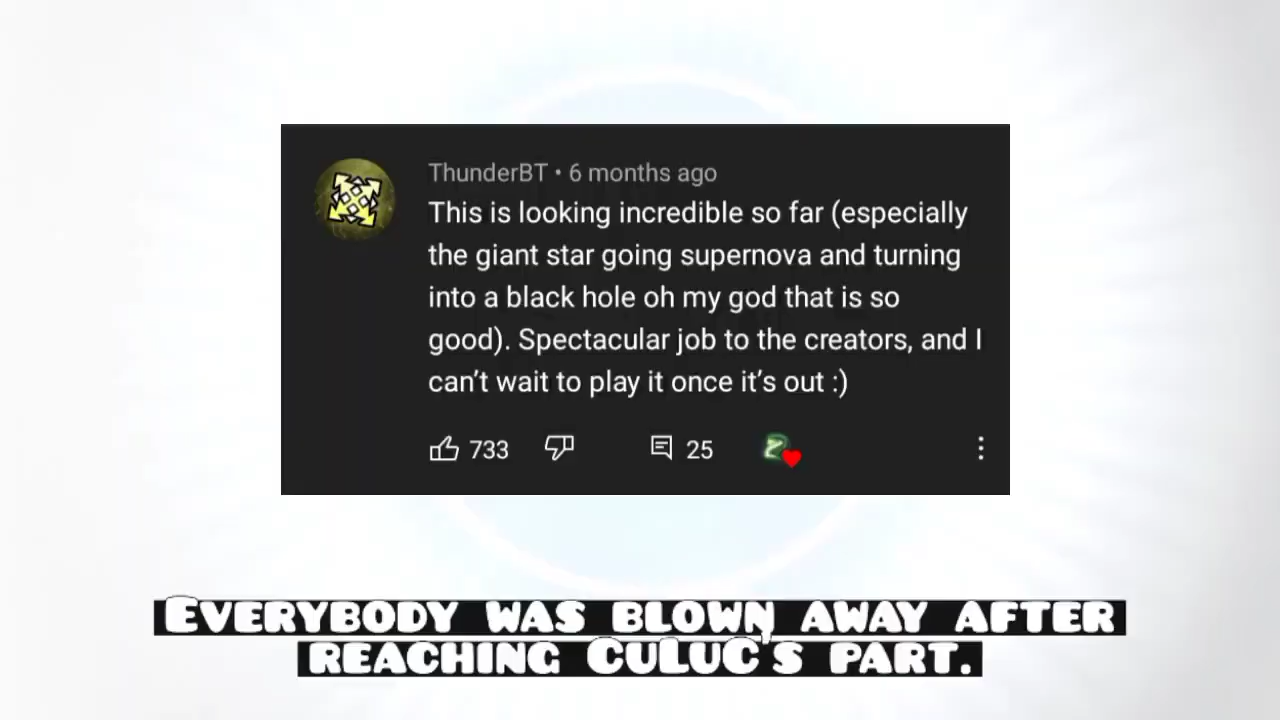 ThunderBT • 6 months ago
This is looking incredible so far (especially
the giant star going supernova and turning
into a black hole oh my god that is so
good). Spectacular job to the creators, and I
can't wait to play it once it's out :)
733 25
Everybody was blown away after
reaching CuLuC's part.